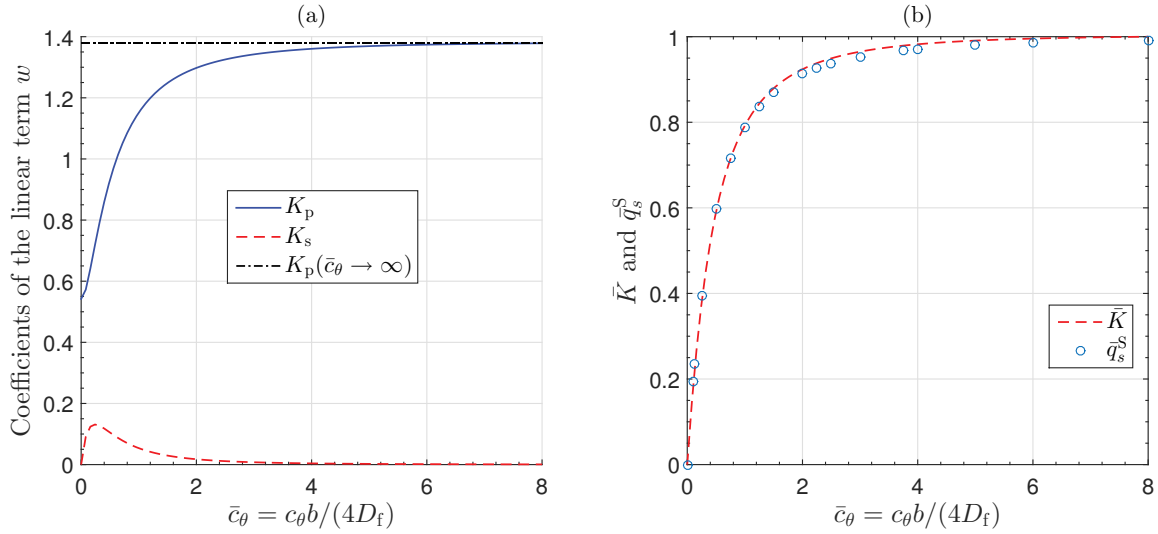 (a)
Coefficients of the linear term w
1.4
1.2
1
0.8
0.6
0.4
0.2
0
K_p
K_s
K_p(c̄_θ → ∞)
0 2 4 6 8
c̄_θ = c_θb/(4D_f)
(b)
K̄ and q̄_s^S
1
0.8
0.6
0.4
0.2
0
K̄
q̄_s^S
0 2 4 6 8
c̄_θ = c_θb/(4D_f)